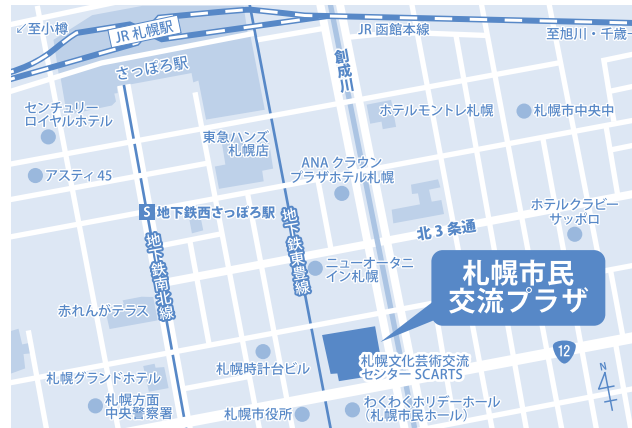 ↙至小樽
JR 札幌駅
JR 函館本線
至旭川・千歳→
さっぽろ駅
創成川
センチュリー
ロイヤルホテル
ホテルモントレ札幌
札幌市中央中
東急ハンズ
札幌店
ANA クラウン
プラザホテル札幌
アスティ 45
S 地下鉄西さっぽろ駅
ホテルクラビー
サッポロ
北 3 条通
地下鉄南北線
地下鉄東豊線
ニューオータニ
イン札幌
札幌市民
交流プラザ
赤れんがテラス
12
札幌時計台ビル
札幌文化芸術交流
センター SCARTS
札幌グランドホテル
N
札幌方面
中央警察署
札幌市役所
わくわくホリデーホール
（札幌市民ホール）